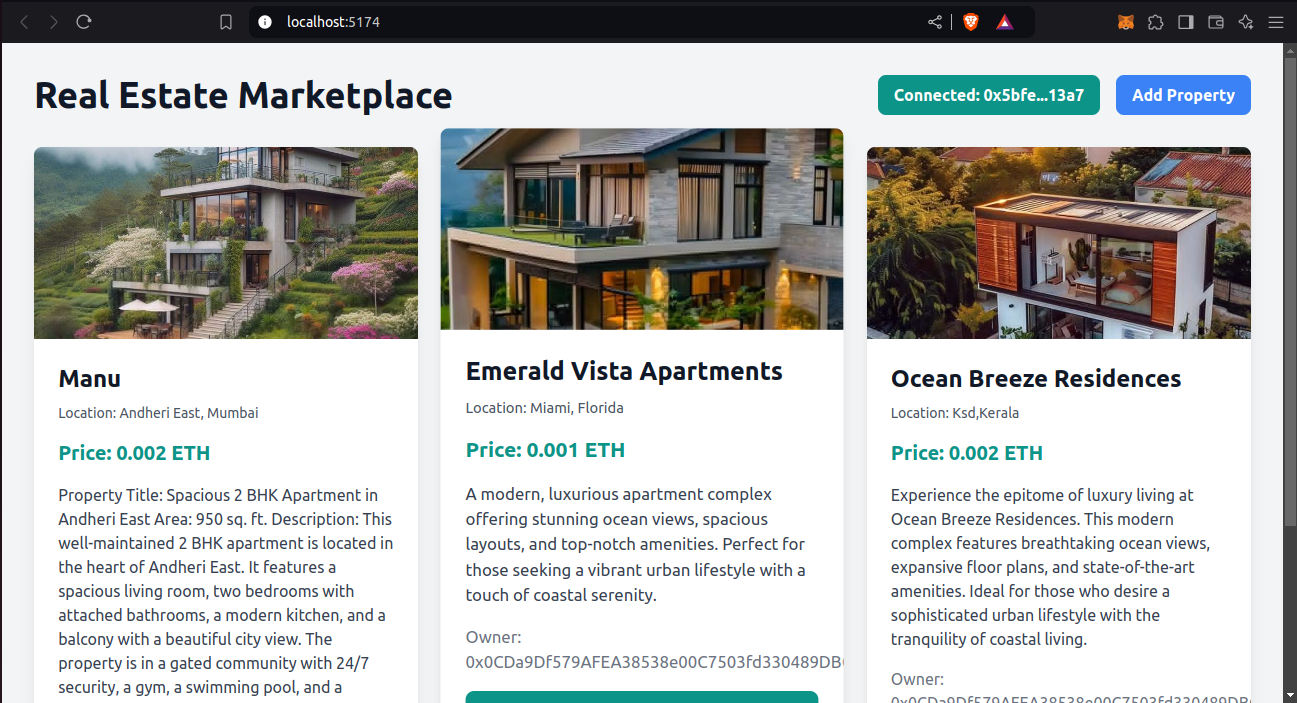 localhost:5174
Real Estate Marketplace
Connected: 0x5bfe...13a7
Add Property
Manu
Location: Andheri East, Mumbai
Price: 0.002 ETH
Property Title: Spacious 2 BHK Apartment in
Andheri East Area: 950 sq. ft. Description: This
well-maintained 2 BHK apartment is located in
the heart of Andheri East. It features a
spacious living room, two bedrooms with
attached bathrooms, a modern kitchen, and a
balcony with a beautiful city view. The
property is in a gated community with 24/7
security, a gym, a swimming pool, and a
Emerald Vista Apartments
Location: Miami, Florida
Price: 0.001 ETH
A modern, luxurious apartment complex
offering stunning ocean views, spacious
layouts, and top-notch amenities. Perfect for
those seeking a vibrant urban lifestyle with a
touch of coastal serenity.
Owner:
0x0CDa9Df579AFEA38538e00C7503fd330489DB
Ocean Breeze Residences
Location: Ksd,Kerala
Price: 0.002 ETH
Experience the epitome of luxury living at
Ocean Breeze Residences. This modern
complex features breathtaking ocean views,
expansive floor plans, and state-of-the-art
amenities. Ideal for those who desire a
sophisticated urban lifestyle with the
tranquility of coastal living.
Owner: